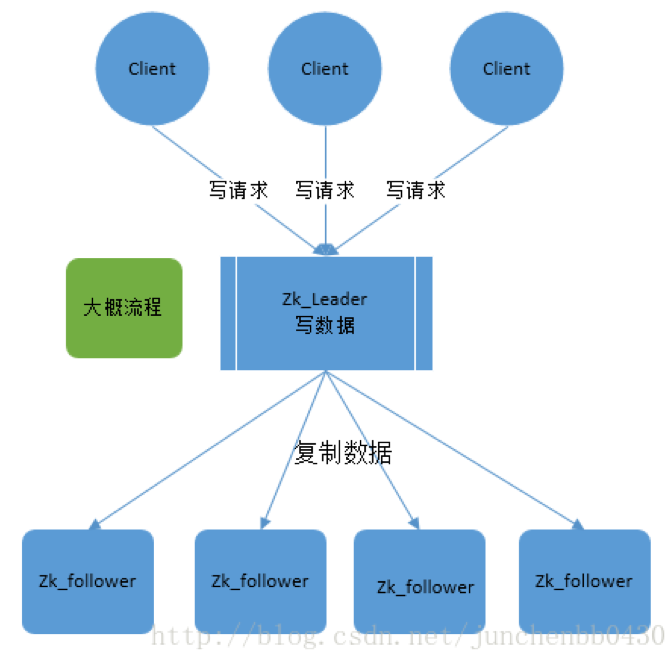 Client
Client
Client
写请求
写请求
写请求
大概流程
Zk_Leader
写数据
复制数据
Zk_follower
Zk_follower
Zk_follower
Zk_follower
http://blog.csdn.net/junchenbb0430